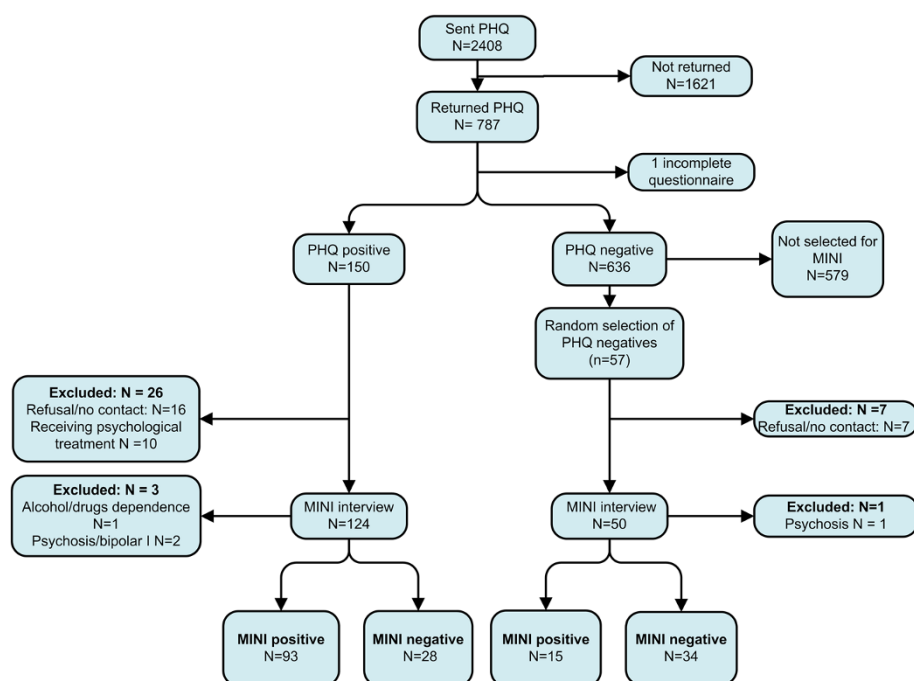 Sent PHQ
N=2408
Not returned
N=1621
Returned PHQ
N= 787
1 incomplete
questionnaire
PHQ positive
N=150
PHQ negative
N=636
Not selected for
MINI
N=579
Random selection of
PHQ negatives
(n=57)
Excluded: N = 26
Refusal/no contact: N=16
Receiving psychological
treatment N =10
Excluded: N =7
Refusal/no contact: N=7
Excluded: N = 3
Alcohol/drugs dependence
N=1
Psychosis/bipolar I N=2
MINI interview
N=124
MINI interview
N=50
Excluded: N=1
Psychosis N = 1
MINI positive
N=93
MINI negative
N=28
MINI positive
N=15
MINI negative
N=34